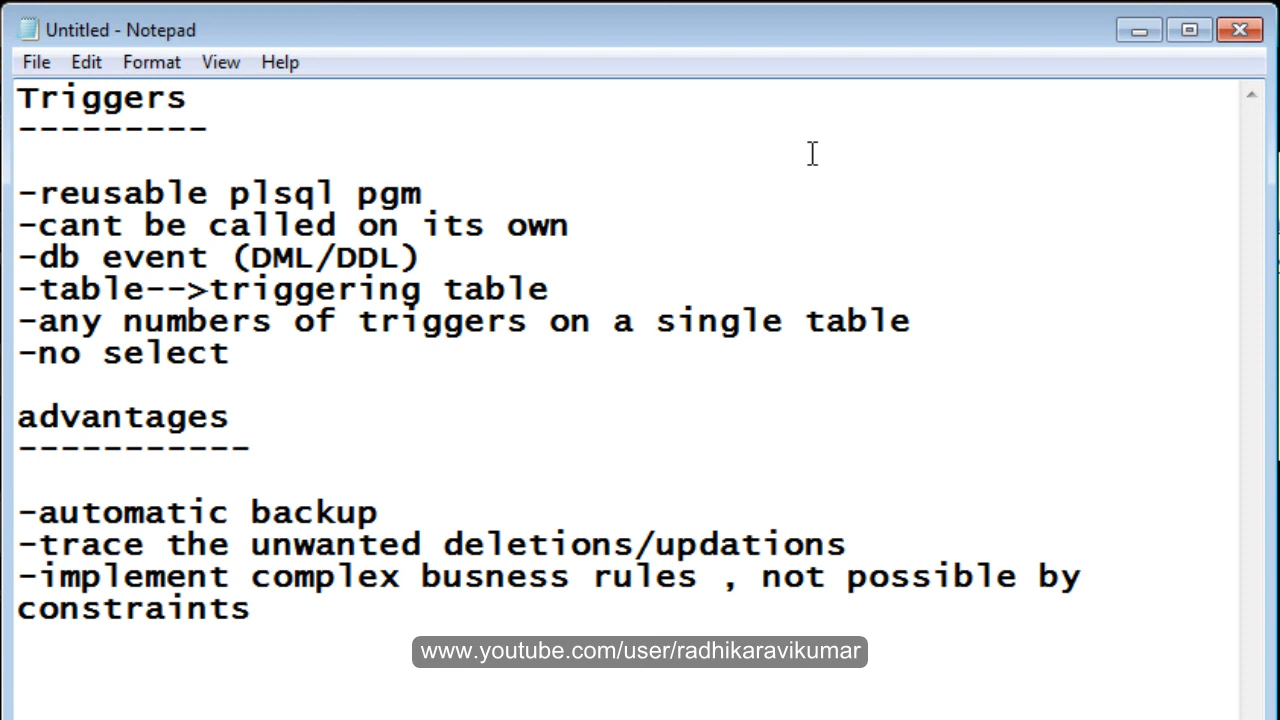 Untitled - Notepad
File Edit Format View Help
Triggers
---------
-reusable plsql pgm
-cant be called on its own
-db event (DML/DDL)
-table-->triggering table
-any numbers of triggers on a single table
-no select
advantages
-----------
-automatic backup
-trace the unwanted deletions/updations
-implement complex busness rules , not possible by
constraints
www.youtube.com/user/radhikaravikumar